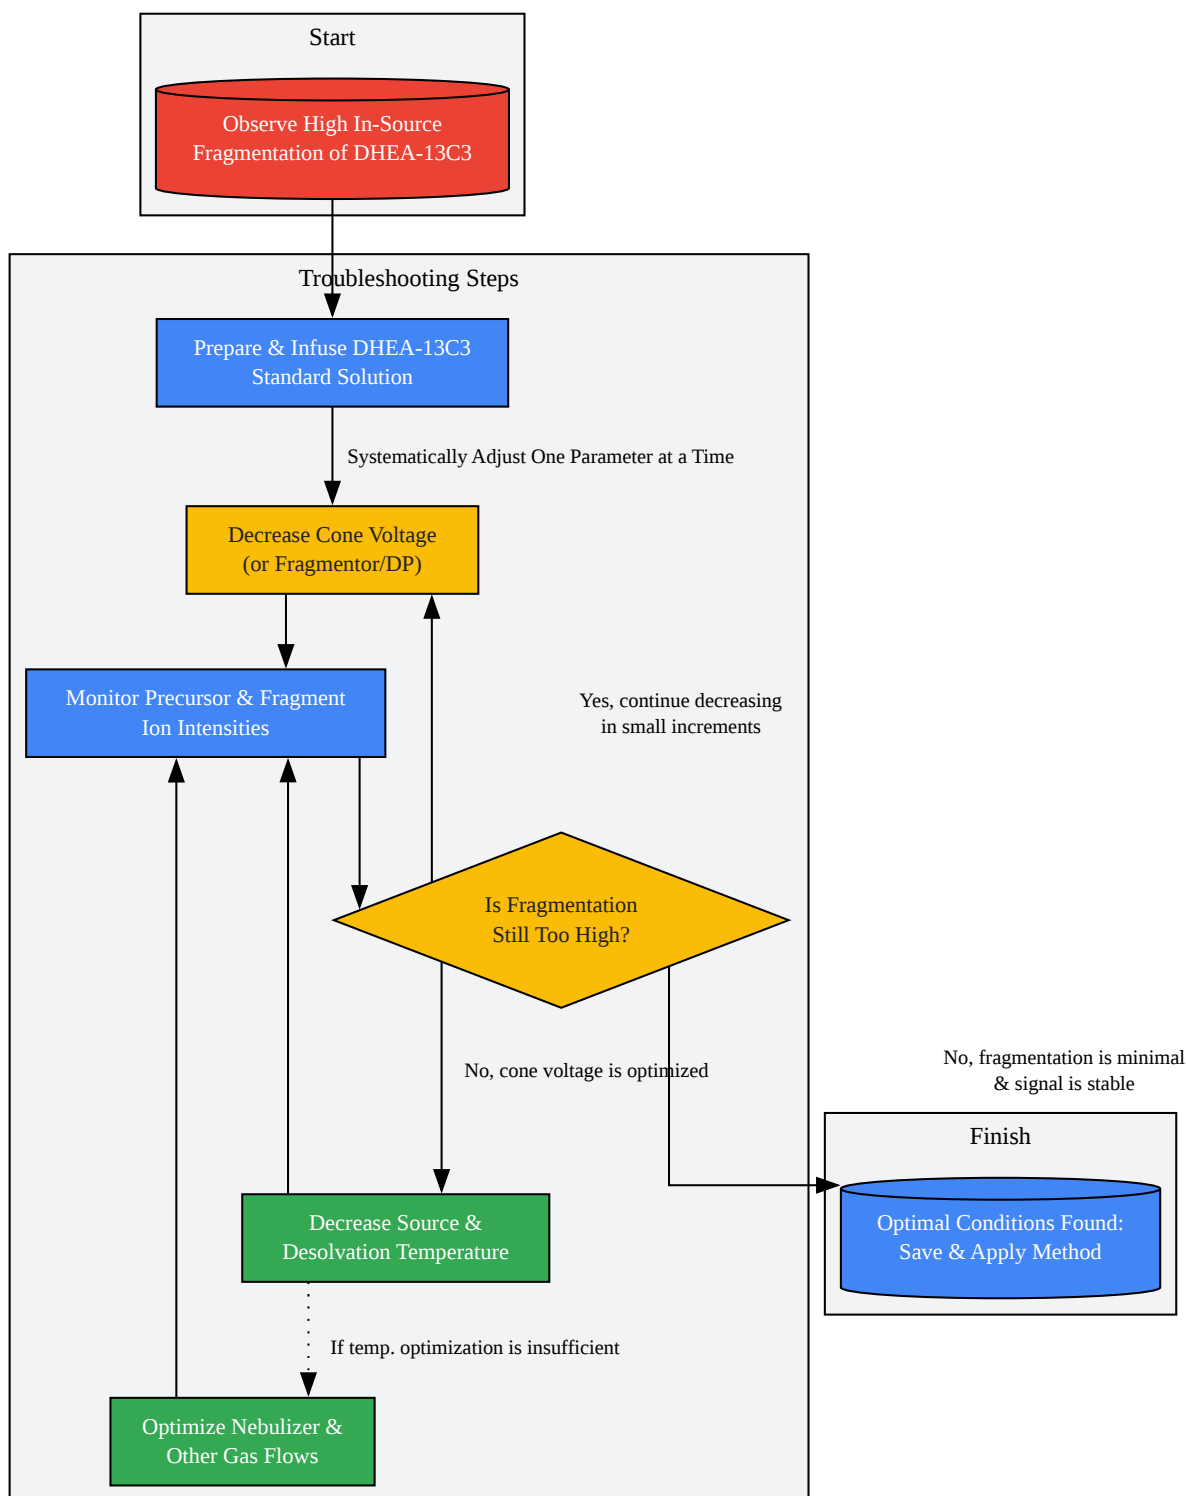 Start
Observe High In-Source
Fragmentation of DHEA-13C3
Troubleshooting Steps
Prepare & Infuse DHEA-13C3
Standard Solution
Systematically Adjust One Parameter at a Time
Decrease Cone Voltage
(or Fragmentor/DP)
Monitor Precursor & Fragment
Ion Intensities
Yes, continue decreasing
in small increments
Is Fragmentation
Still Too High?
No, cone voltage is optimized
No, fragmentation is minimal
& signal is stable
Finish
Decrease Source &
Desolvation Temperature
Optimal Conditions Found:
Save & Apply Method
If temp. optimization is insufficient
Optimize Nebulizer &
Other Gas Flows